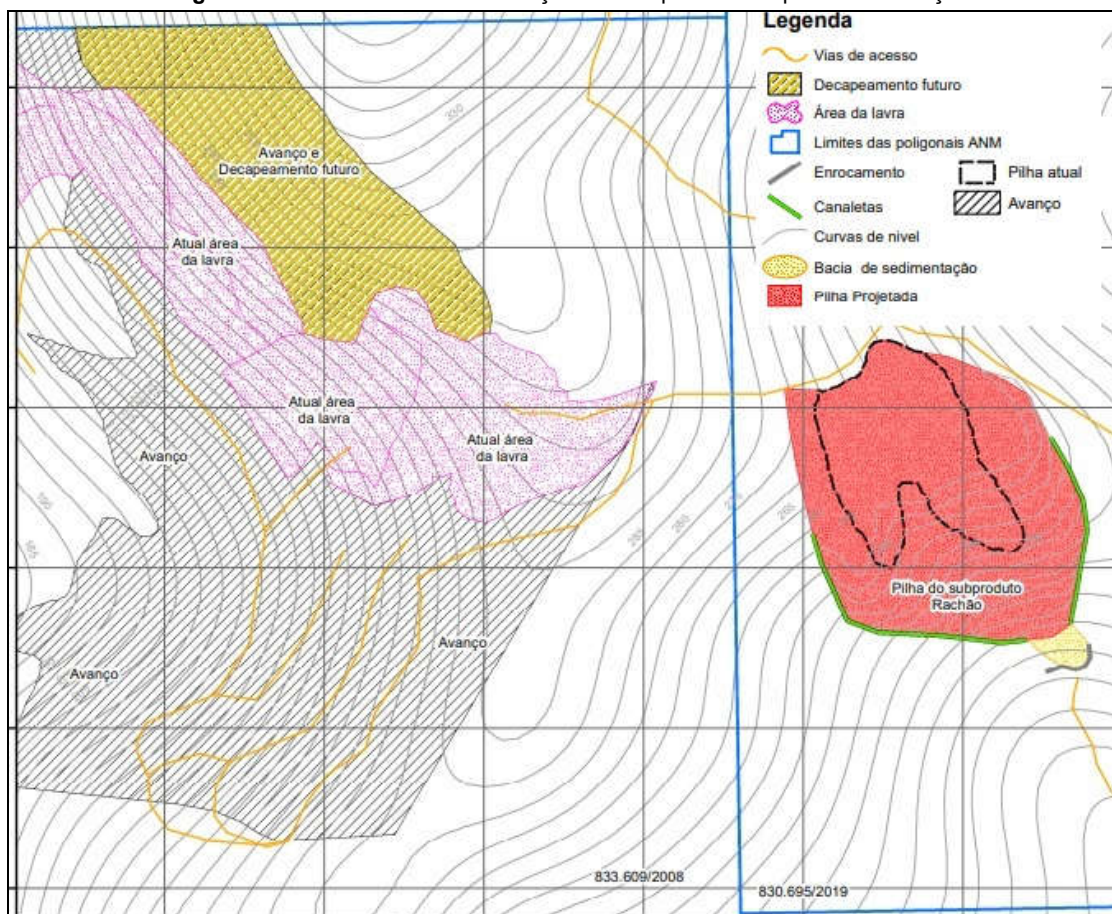 Legenda
Vias de acesso
Decapeamento futuro
Área da lavra
Limites das poligonais ANM
Enrocamento
Pilha atual
Canaletas
Avanço
Curvas de nivel
Bacia de sedimentação
Pilha Projetada
330
Avanço e
Decapeamento futuro
Atual área
da lavra
Atual área
da lavra
Atual área
da lavra
Avanço
Avanço
Avanço
Pilha do subproduto
Rachão
833.609/2008
830.695/2019